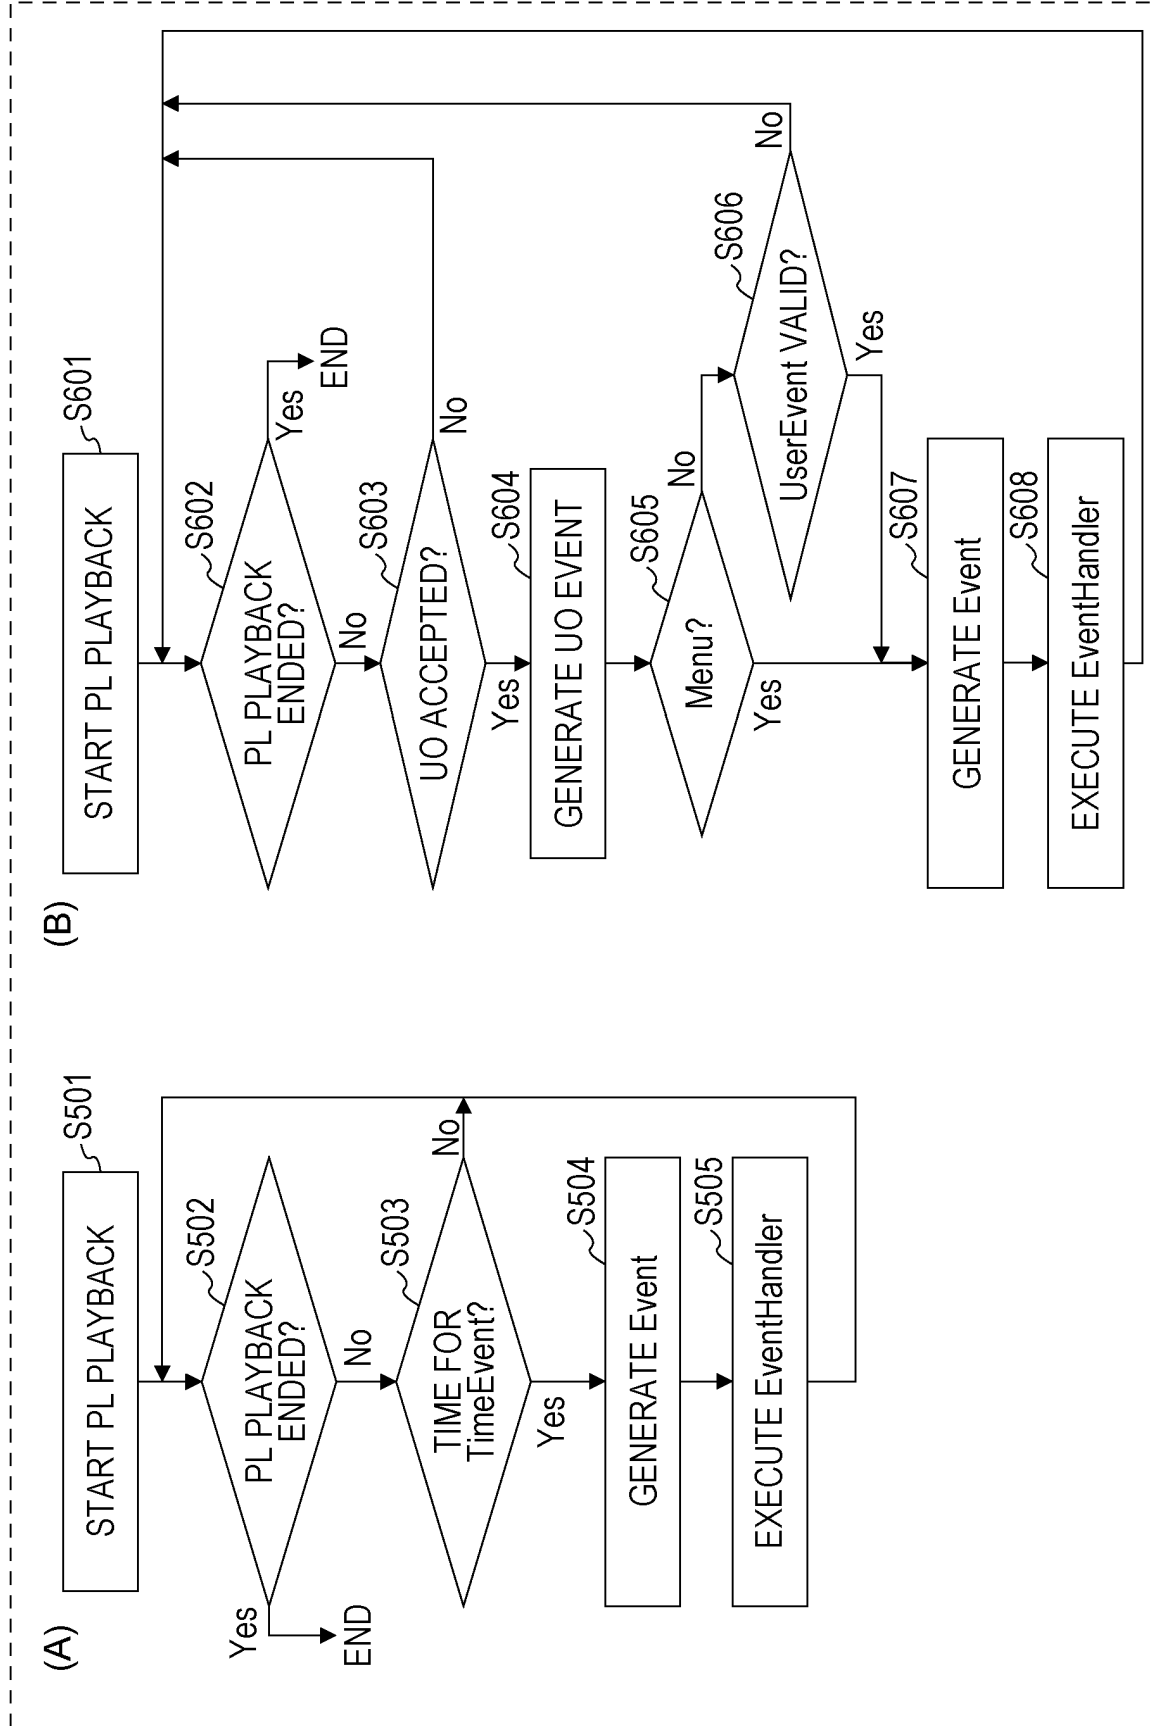 (A)
START PL PLAYBACK
S501
PL PLAYBACK
ENDED?
S502
Yes
END
No
TIME FOR
TimeEvent?
S503
No
Yes
GENERATE Event
S504
EXECUTE EventHandler
S505
(B)
START PL PLAYBACK
S601
PL PLAYBACK
ENDED?
S602
Yes
END
No
UO ACCEPTED?
S603
No
Yes
GENERATE UO EVENT
S604
Menu?
S605
No
Yes
UserEvent VALID?
S606
No
Yes
GENERATE Event
S607
EXECUTE EventHandler
S608